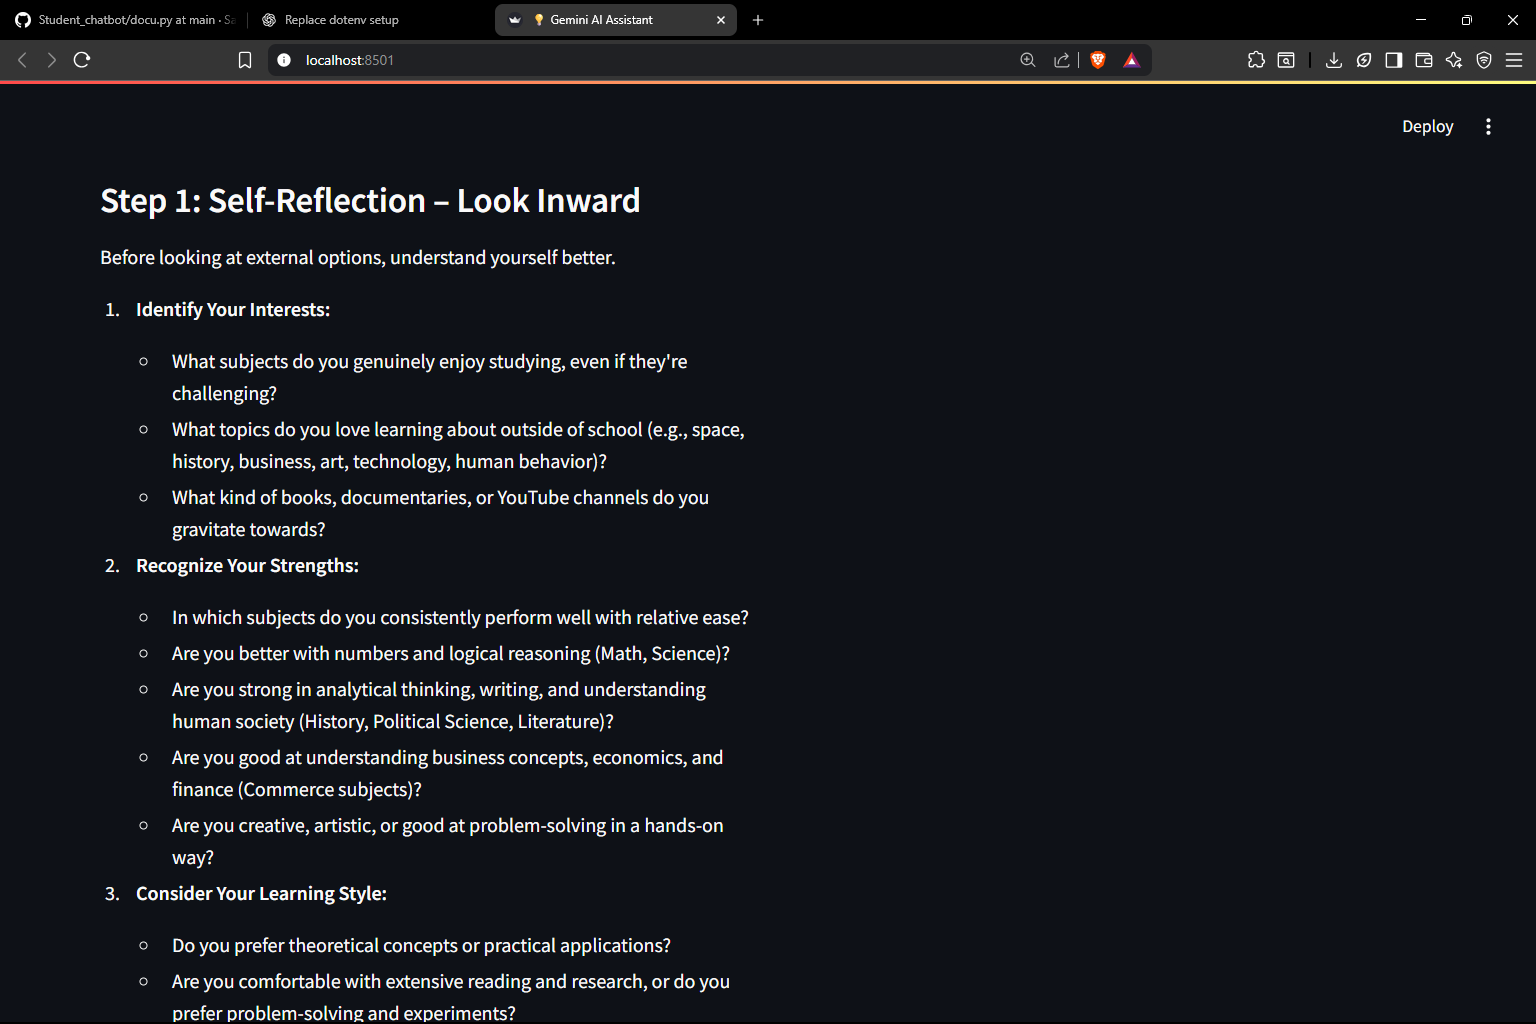 Student_chatbot/docu.py at main · Sa
Replace dotenv setup
💡 Gemini AI Assistant
localhost:8501
Deploy
Step 1: Self-Reflection – Look Inward
Before looking at external options, understand yourself better.
1. Identify Your Interests:
What subjects do you genuinely enjoy studying, even if they're
challenging?
What topics do you love learning about outside of school (e.g., space,
history, business, art, technology, human behavior)?
What kind of books, documentaries, or YouTube channels do you
gravitate towards?
2. Recognize Your Strengths:
In which subjects do you consistently perform well with relative ease?
Are you better with numbers and logical reasoning (Math, Science)?
Are you strong in analytical thinking, writing, and understanding
human society (History, Political Science, Literature)?
Are you good at understanding business concepts, economics, and
finance (Commerce subjects)?
Are you creative, artistic, or good at problem-solving in a hands-on
way?
3. Consider Your Learning Style:
Do you prefer theoretical concepts or practical applications?
Are you comfortable with extensive reading and research, or do you
prefer problem-solving and experiments?